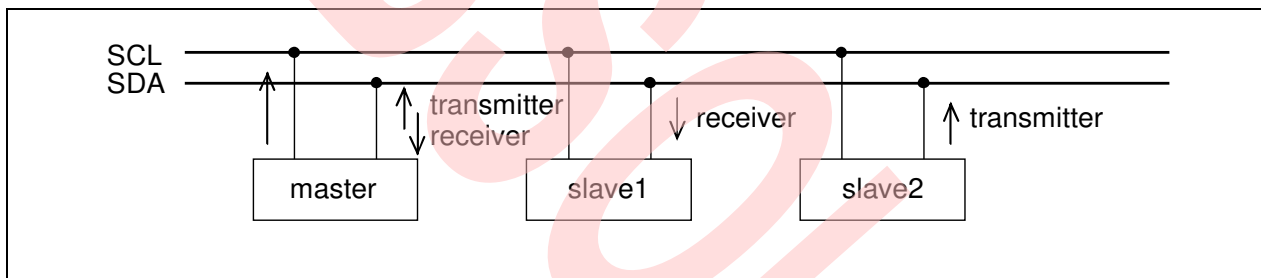 SCL
SDA
transmitter
receiver
receiver
transmitter
master
slave1
slave2